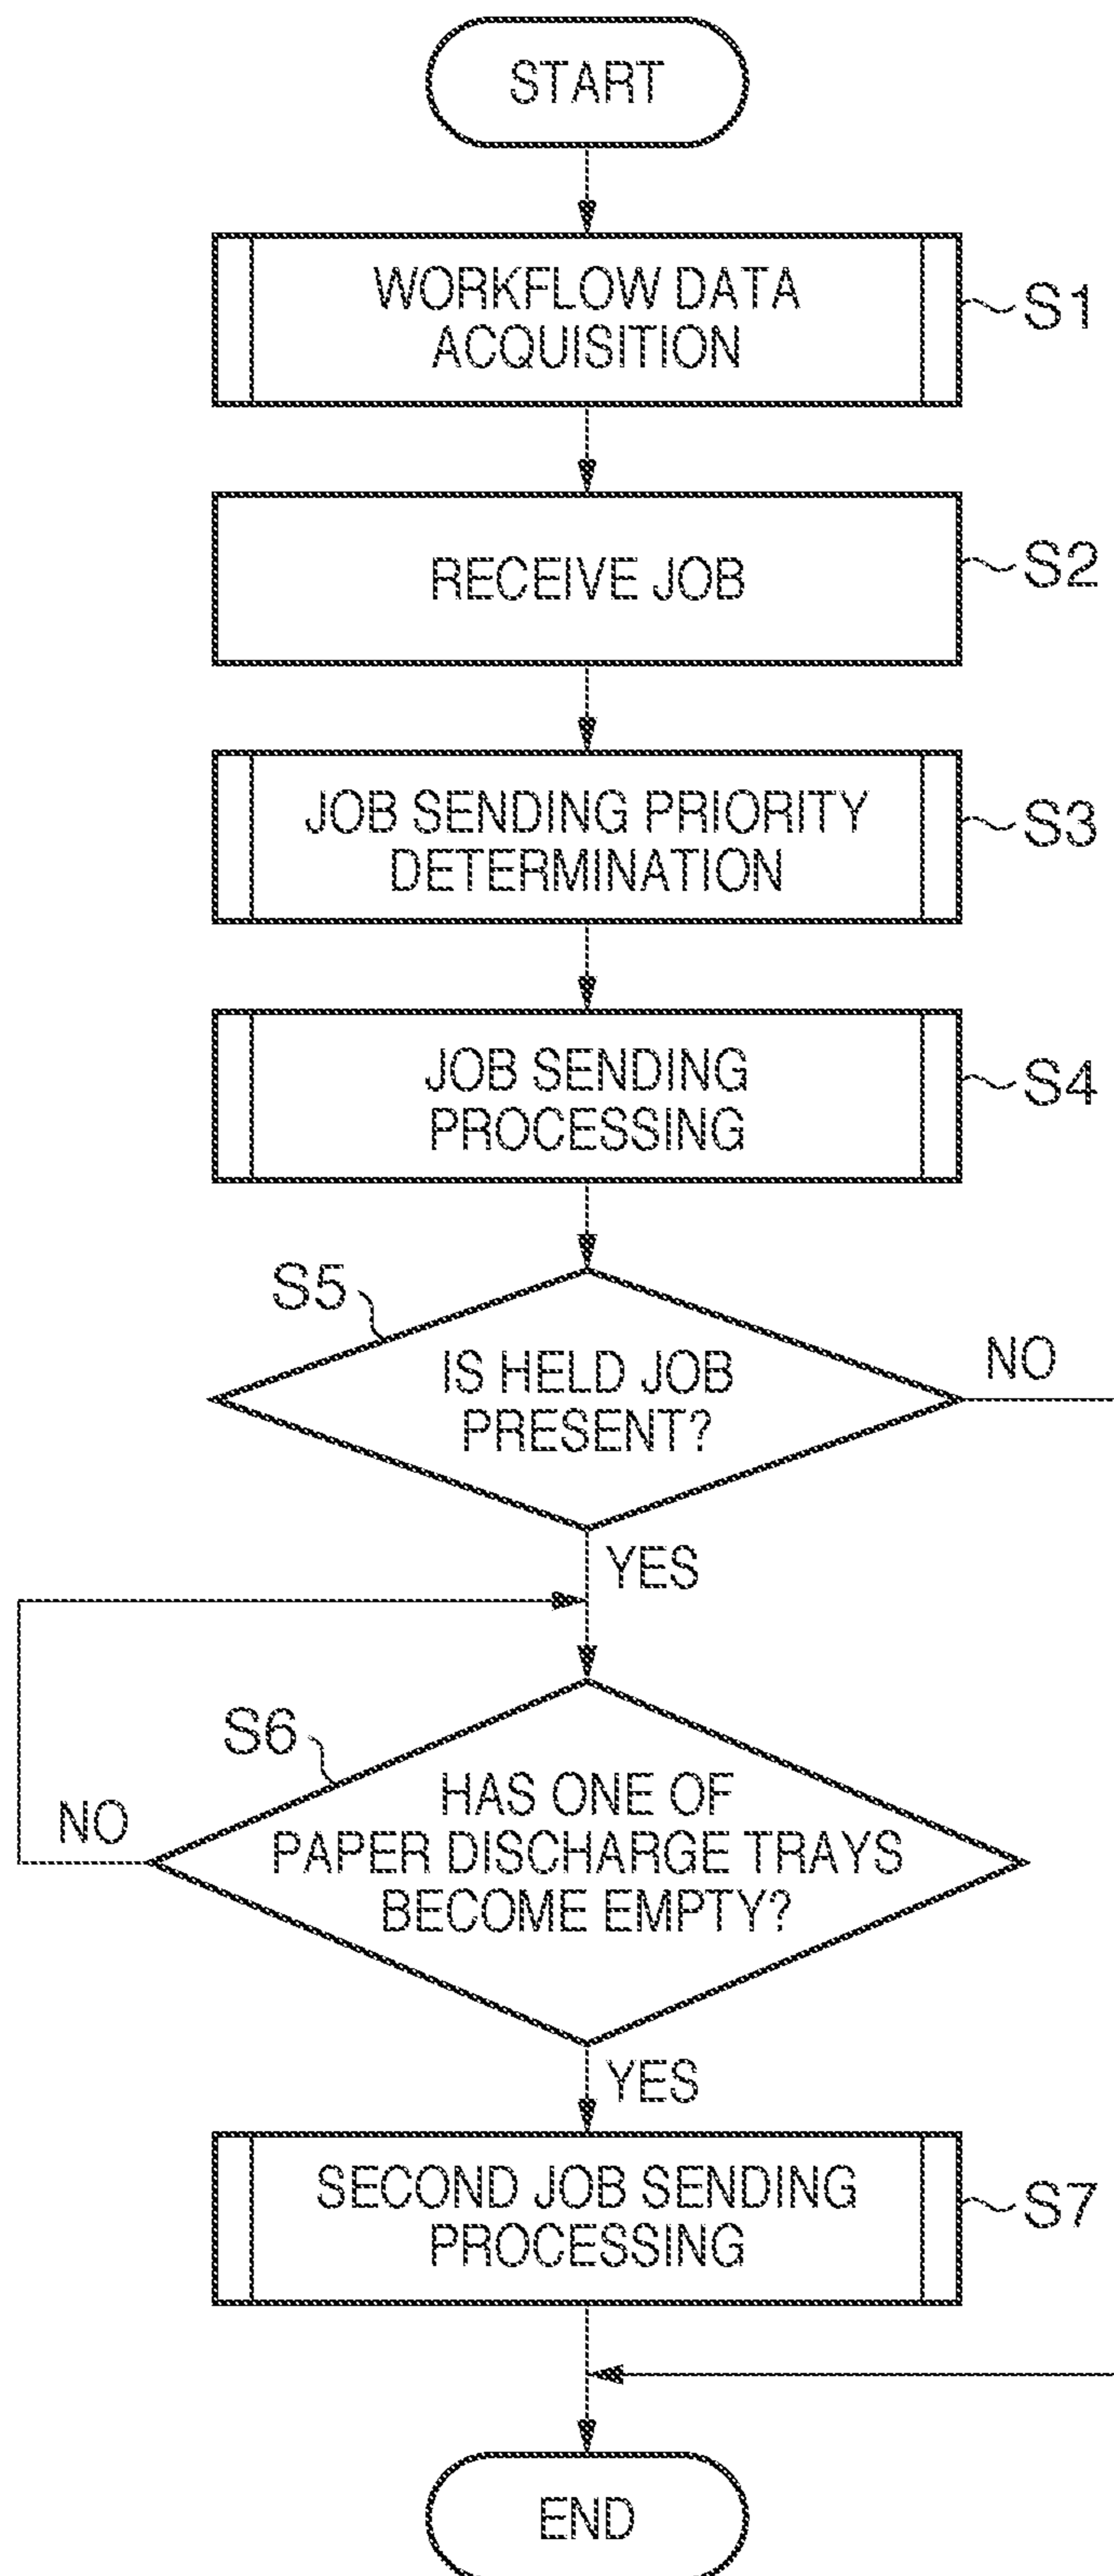 START
WORKFLOW DATA
ACQUISITION
S1
RECEIVE JOB
S2
JOB SENDING PRIORITY
DETERMINATION
S3
JOB SENDING
PROCESSING
S4
S5
IS HELD JOB
PRESENT?
NO
YES
S6
HAS ONE OF
PAPER DISCHARGE TRAYS
BECOME EMPTY?
NO
YES
SECOND JOB SENDING
PROCESSING
S7
END